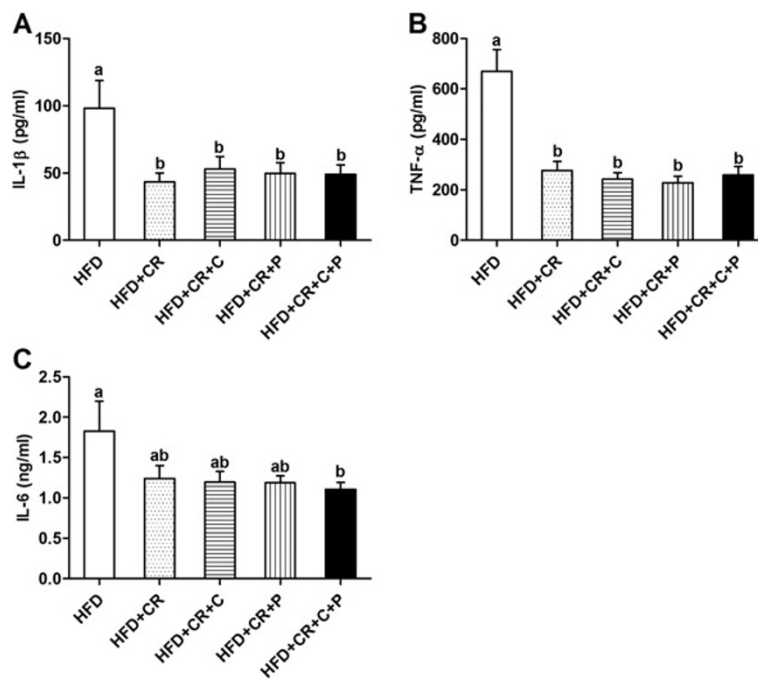 A
IL-1β (pg/ml)
150
100
50
0
a
b
b
b
b
HFD
HFD+CR
HFD+CR+C
HFD+CR+P
HFD+CR+C+P
B
TNF-α (pg/ml)
800
600
400
200
0
a
b
b
b
b
HFD
HFD+CR
HFD+CR+C
HFD+CR+P
HFD+CR+C+P
C
IL-6 (ng/ml)
2.5
2.0
1.5
1.0
0.5
0.0
a
ab
ab
ab
b
HFD
HFD+CR
HFD+CR+C
HFD+CR+P
HFD+CR+C+P